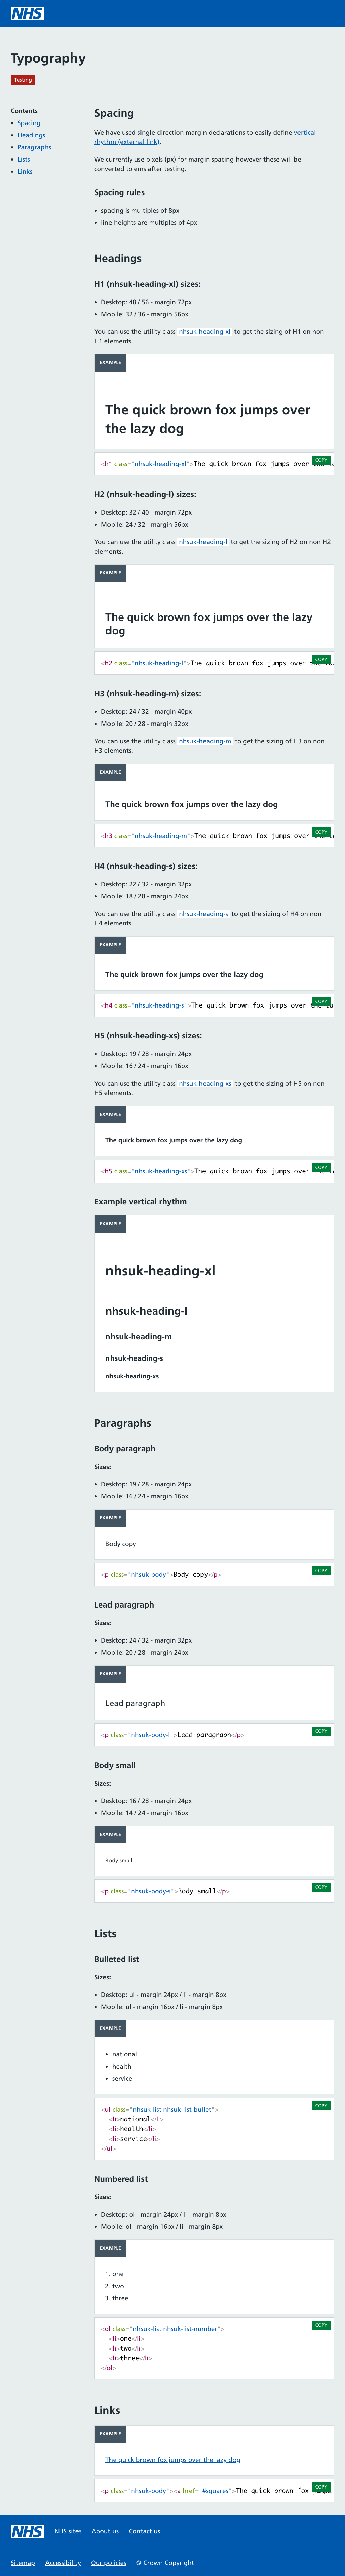 NHS
Typography
Testing
Contents
Spacing
Headings
Paragraphs
Lists
Links
Spacing
We have used single-direction margin declarations to easily define vertical
rhythm (external link).
We currently use pixels (px) for margin spacing however these will be
converted to ems after testing.
Spacing rules
spacing is multiples of 8px
line heights are multiples of 4px
Headings
H1 (nhsuk-heading-xl) sizes:
Desktop: 48 / 56 - margin 72px
Mobile: 32 / 36 - margin 56px
You can use the utility class nhsuk-heading-xl to get the sizing of H1 on non
H1 elements.
EXAMPLE
The quick brown fox jumps over
the lazy dog
COPY
<h1 class="nhsuk-heading-xl">The quick brown fox jumps over
H2 (nhsuk-heading-l) sizes:
Desktop: 32 / 40 - margin 72px
Mobile: 24 / 32 - margin 56px
You can use the utility class nhsuk-heading-l to get the sizing of H2 on non H2
elements.
EXAMPLE
The quick brown fox jumps over the lazy
dog
COPY
<h2 class="nhsuk-heading-l">The quick brown fox jumps over
H3 (nhsuk-heading-m) sizes:
Desktop: 24 / 32 - margin 40px
Mobile: 20 / 28 - margin 32px
You can use the utility class nhsuk-heading-m to get the sizing of H3 on non
H3 elements.
EXAMPLE
The quick brown fox jumps over the lazy dog
COPY
<h3 class="nhsuk-heading-m">The quick brown fox jumps over
H4 (nhsuk-heading-s) sizes:
Desktop: 22 / 32 - margin 32px
Mobile: 18 / 28 - margin 24px
You can use the utility class nhsuk-heading-s to get the sizing of H4 on non
H4 elements.
EXAMPLE
The quick brown fox jumps over the lazy dog
COPY
<h4 class="nhsuk-heading-s">The quick brown fox jumps over
H5 (nhsuk-heading-xs) sizes:
Desktop: 19 / 28 - margin 24px
Mobile: 16 / 24 - margin 16px
You can use the utility class nhsuk-heading-xs to get the sizing of H5 on non
H5 elements.
EXAMPLE
The quick brown fox jumps over the lazy dog
COPY
<h5 class="nhsuk-heading-xs">The quick brown fox jumps over
Example vertical rhythm
EXAMPLE
nhsuk-heading-xl
nhsuk-heading-l
nhsuk-heading-m
nhsuk-heading-s
nhsuk-heading-xs
Paragraphs
Body paragraph
Sizes:
Desktop: 19 / 28 - margin 24px
Mobile: 16 / 24 - margin 16px
EXAMPLE
Body copy
COPY
<p class="nhsuk-body">Body copy</p>
Lead paragraph
Sizes:
Desktop: 24 / 32 - margin 32px
Mobile: 20 / 28 - margin 24px
EXAMPLE
Lead paragraph
COPY
<p class="nhsuk-body-l">Lead paragraph</p>
Body small
Sizes:
Desktop: 16 / 28 - margin 24px
Mobile: 14 / 24 - margin 16px
EXAMPLE
Body small
COPY
<p class="nhsuk-body-s">Body small</p>
Lists
Bulleted list
Sizes:
Desktop: ul - margin 24px / li - margin 8px
Mobile: ul - margin 16px / li - margin 8px
EXAMPLE
national
health
service
COPY
<ul class="nhsuk-list nhsuk-list-bullet">
<li>national</li>
<li>health</li>
<li>service</li>
</ul>
Numbered list
Sizes:
Desktop: ol - margin 24px / li - margin 8px
Mobile: ol - margin 16px / li - margin 8px
EXAMPLE
1. one
2. two
3. three
COPY
<ol class="nhsuk-list nhsuk-list-number">
<li>one</li>
<li>two</li>
<li>three</li>
</ol>
Links
EXAMPLE
The quick brown fox jumps over the lazy dog
COPY
<p class="nhsuk-body"><a href="#squares">The quick brown fox jumps
NHS NHS sites About us Contact us
Sitemap Accessibility Our policies © Crown Copyright